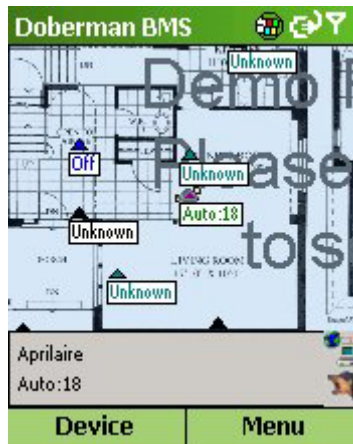 Doberman BMS
Unknown
Demo
Off
Unknown
Please
Auto:18
Unknown
LIVING ROOM
to s
Unknown
Aprilaire
Auto:18
Device
Menu